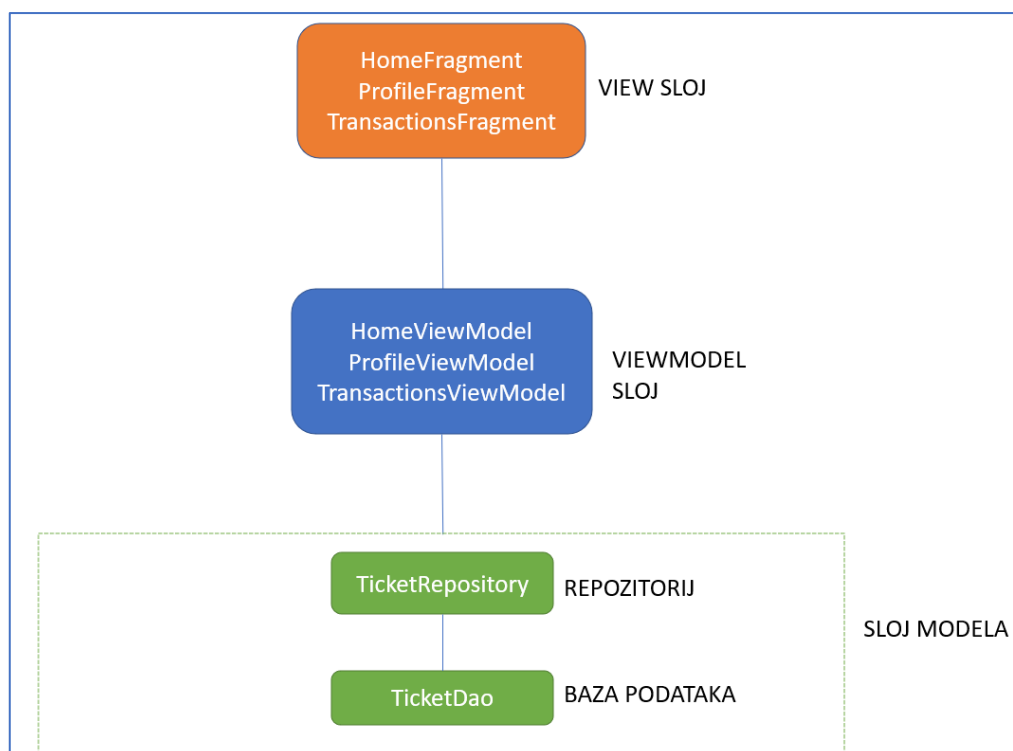 HomeFragment
ProfileFragment
TransactionsFragment
VIEW SLOJ
HomeViewModel
ProfileViewModel
TransactionsViewModel
VIEWMODEL
SLOJ
TicketRepository
REPOZITORIJ
SLOJ MODELA
TicketDao
BAZA PODATAKA